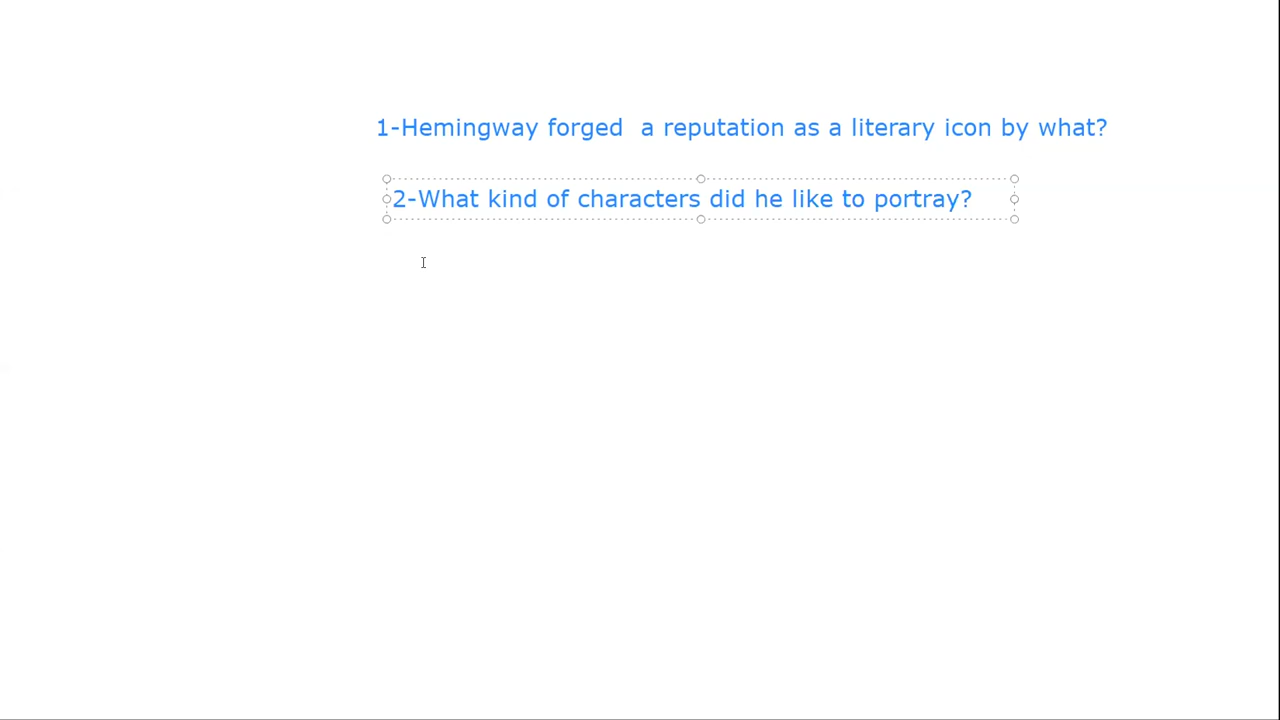 1-Hemingway forged  a reputation as a literary icon by what?
2-What kind of characters did he like to portray?